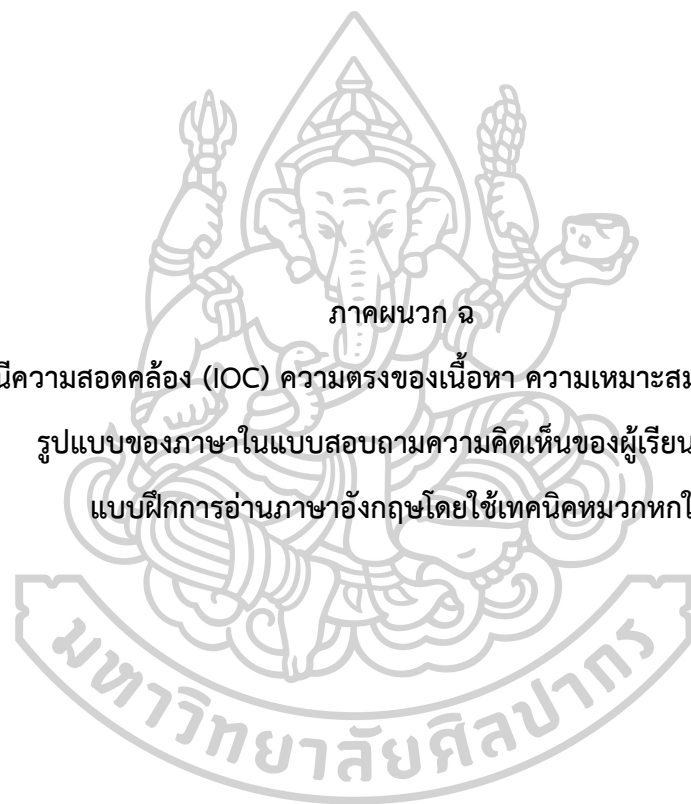 ภาคผนวก ฉ
นีความสอดคล้อง (IOC) ความตรงของเนื้อหา ความเหมาะสม
รูปแบบของภาษาในแบบสอบถามความคิดเห็นของผู้เรียน
แบบฝึกการอ่านภาษาอังกฤษโดยใช้เทคนิคหมวกหกใ
มหาวิทยาลัยศิลปากร